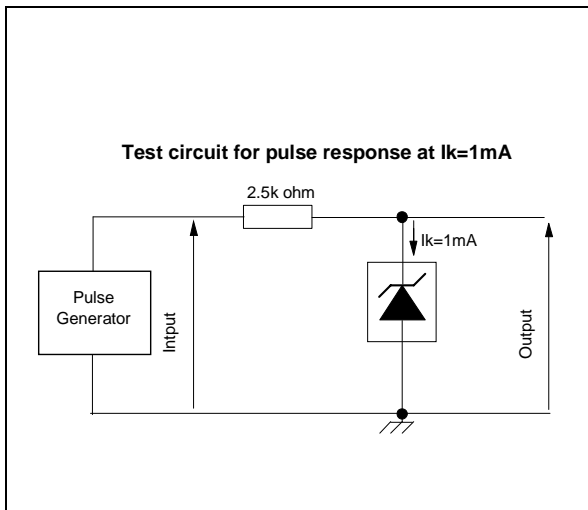 Test circuit for pulse response at Ik=1mA
2.5k ohm
Ik=1mA
Pulse
Generator
Intput
Output